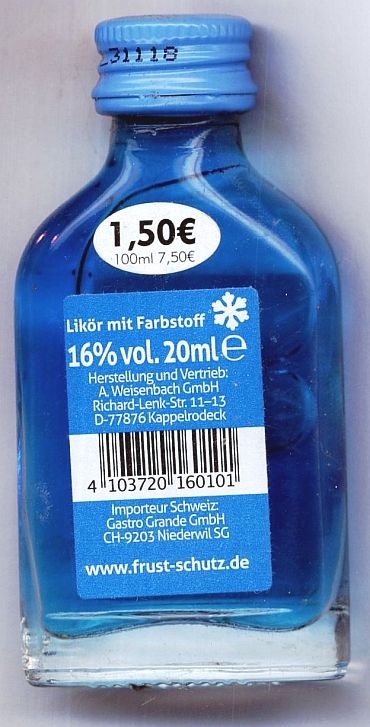 31118
1,50€
100ml 7,50€
Likör mit Farbstoff
16% vol. 20ml ℮
Herstellung und Vertrieb:
A. Weisenbach GmbH
Richard-Lenk-Str. 11–13
D-77876 Kappelrodeck
4 103720 160101
Importeur Schweiz:
Gastro Grande GmbH
CH-9203 Niederwil SG
www.frust-schutz.de